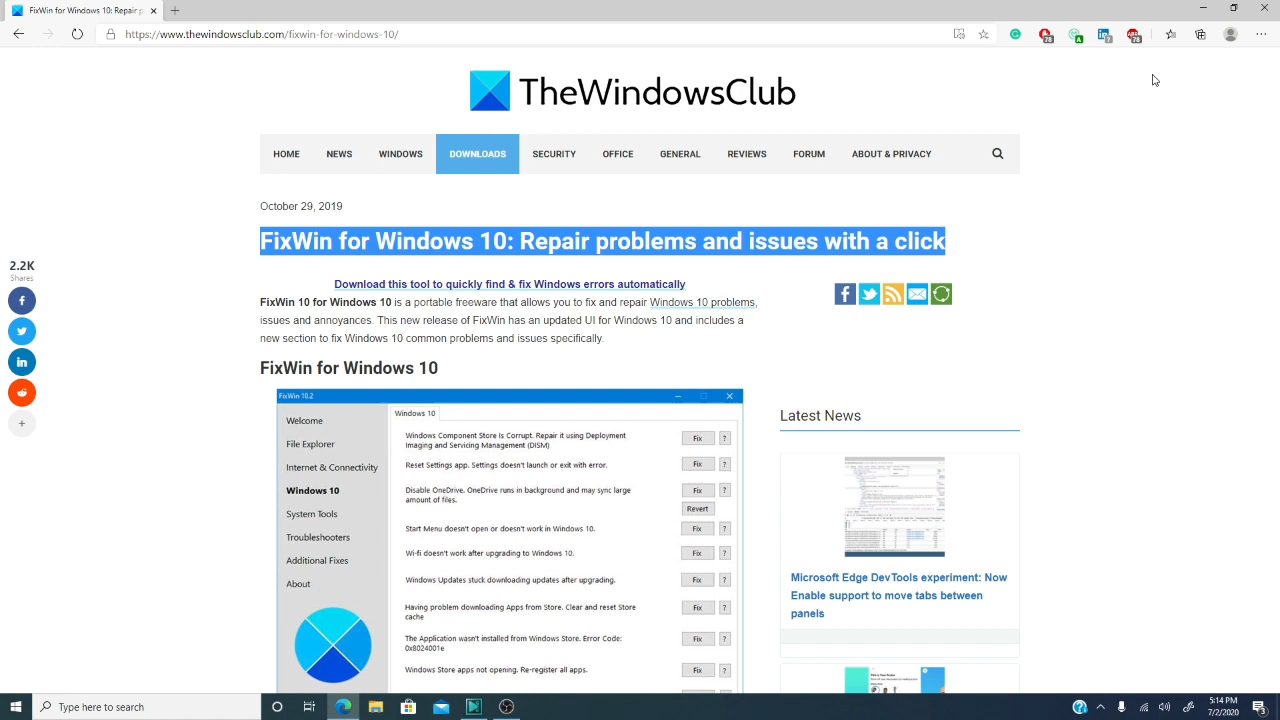 FixWin for Windows 10: Repair p
https://www.thewindowsclub.com/fixwin-for-windows-10/
78
A
7
78
TheWindowsClub
HOME NEWS WINDOWS DOWNLOADS SECURITY OFFICE GENERAL REVIEWS FORUM ABOUT & PRIVACY
October 29, 2019
FixWin for Windows 10: Repair problems and issues with a click
2.2K
Shares
Download this tool to quickly find & fix Windows errors automatically
FixWin 10 for Windows 10 is a portable freeware that allows you to fix and repair Windows 10 problems,
issues and annoyances. This new release of FixWin has an updated UI for Windows 10 and includes a
new section to fix Windows 10 common problems and issues specifically.
FixWin for Windows 10
FixWin 10.2
Welcome
File Explorer
Internet & Connectivity
Windows 10
System Tools
Troubleshooters
Additional Fixes
About
Windows 10
Windows Component Store Is Corrupt. Repair it using Deployment
Imaging and Servicing Management (DISM)
Fix ?
Reset Settings app. Settings doesn't launch or exit with error.
Fix ?
Disable OneDrive. OneDrive runs in background and may sync large
amount of files.
Fix ?
Revert
Start Menu doesn't open or doesn't work in Windows 10.
Fix ?
Wi-fi doesn't work after upgrading to Windows 10.
Fix ?
Windows Updates stuck downloading updates after upgrading.
Fix ?
Having problem downloading Apps from Store. Clear and reset Store
cache
Fix ?
The Application wasn't installed from Windows Store. Error Code:
0x8024001e
Fix ?
Windows Store apps not opening. Re-register all apps.
Fix ?
Latest News
Microsoft Edge DevTools experiment: Now
Enable support to move tabs between
panels
Type here to search
5:14 PM
7/2/2020